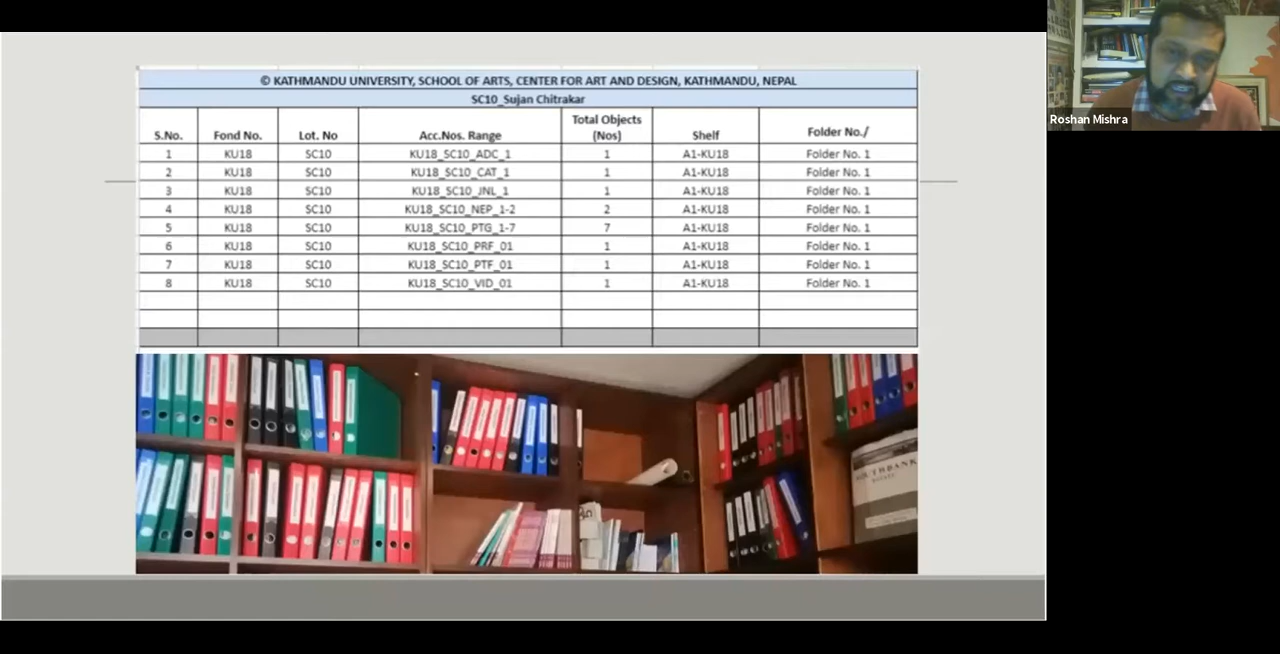 © KATHMANDU UNIVERSITY, SCHOOL OF ARTS, CENTER FOR ART AND DESIGN, KATHMANDU, NEPAL
SC10_Sujan Chitrakar
S.No. Fond No. Lot. No Acc.Nos. Range Total Objects (Nos) Shelf Folder No./
1 KU18 SC10 KU18_SC10_ADC_1 1 A1-KU18 Folder No. 1
2 KU18 SC10 KU18_SC10_CAT_1 1 A1-KU18 Folder No. 1
3 KU18 SC10 KU18_SC10_JNL_1 1 A1-KU18 Folder No. 1
4 KU18 SC10 KU18_SC10_NEP_1-2 2 A1-KU18 Folder No. 1
5 KU18 SC10 KU18_SC10_PTG_1-7 7 A1-KU18 Folder No. 1
6 KU18 SC10 KU18_SC10_PRF_01 1 A1-KU18 Folder No. 1
7 KU18 SC10 KU18_SC10_PTF_01 1 A1-KU18 Folder No. 1
8 KU18 SC10 KU18_SC10_VID_01 1 A1-KU18 Folder No. 1
SOUTHBANK
Roshan Mishra